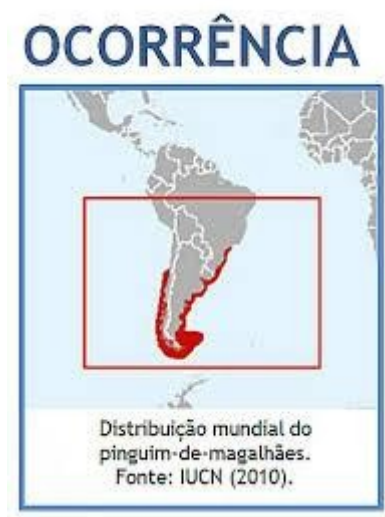 OCORRÊNCIA
Distribuição mundial do
pinguim-de-magalhães.
Fonte: IUCN (2010).